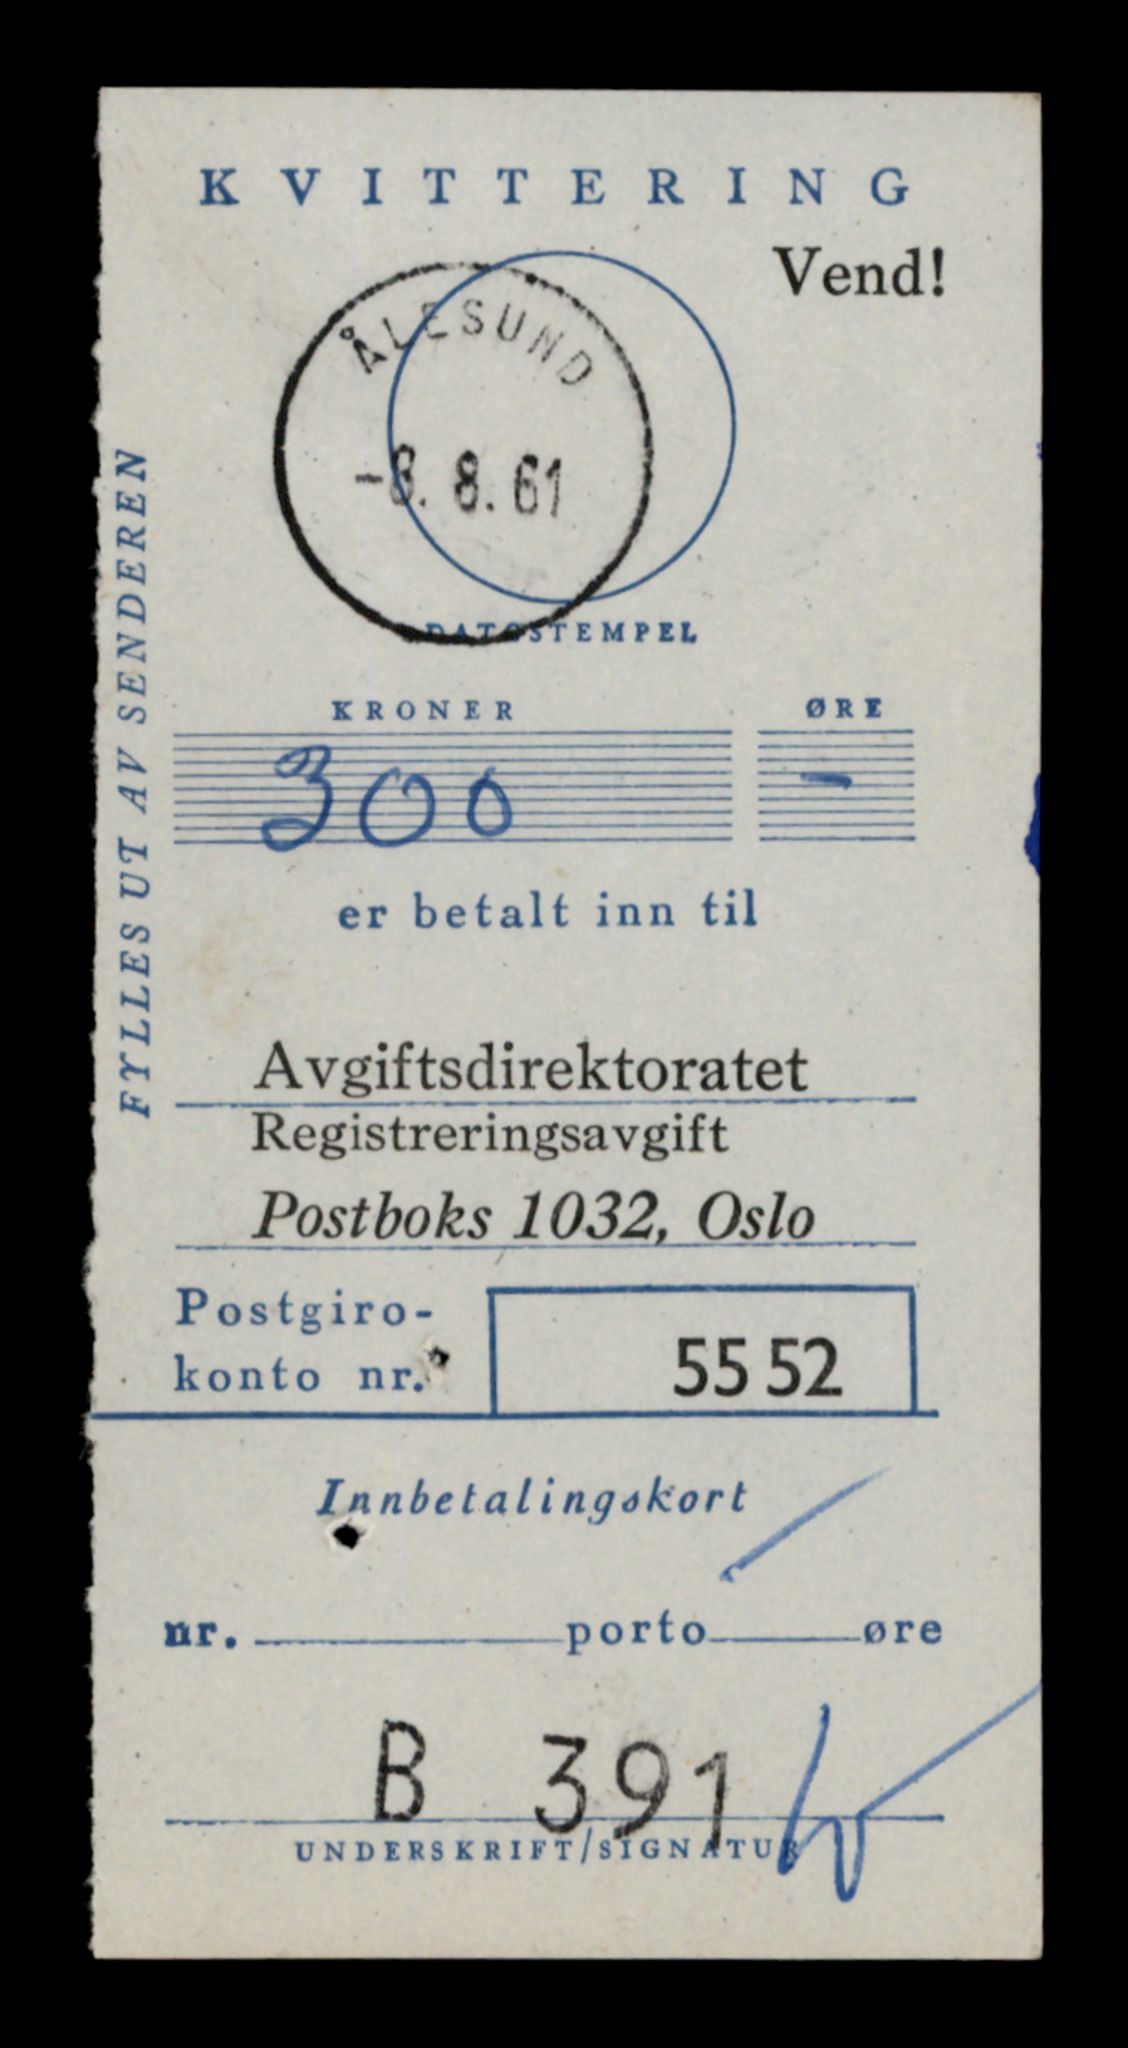 KVITTERING
Vend!
ÅLESUND
-8. 8. 61
DATOSTEMPEL
FYLLES UT AV SENDEREN
KRONER ØRE
300 -
er betalt inn til
Avgiftsdirektoratet
Registreringsavgift
Postboks 1032, Oslo
Postgiro-
konto nr. 55 52
Innbetalingskort
nr. porto øre
B 391
UNDERSKRIFT/SIGNATUR